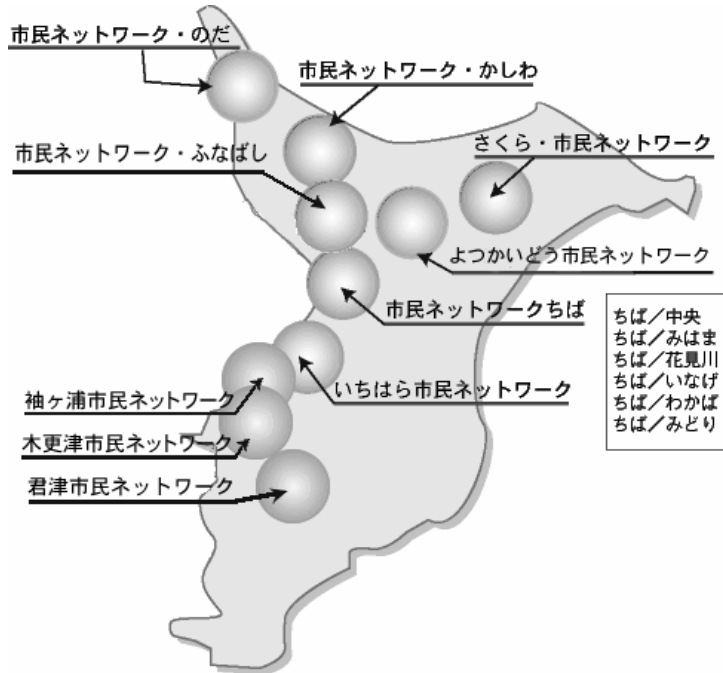 市民ネットワーク・のだ
市民ネットワーク・かしわ
さくら・市民ネットワーク
市民ネットワーク・ふなばし
よつかいどう市民ネットワーク
市民ネットワークちば
ちば／中央
ちば／みはま
ちば／花見川
ちば／いなげ
ちば／わかば
ちば／みどり
いちはら市民ネットワーク
袖ヶ浦市民ネットワーク
木更津市民ネットワーク
君津市民ネットワーク